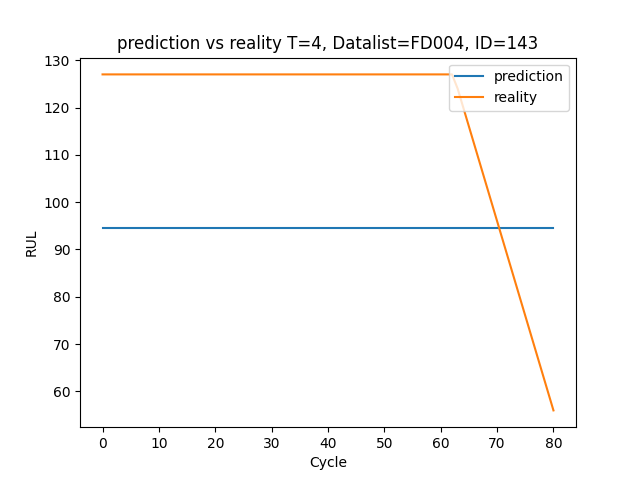 prediction vs reality T=4, Datalist=FD004, ID=143
130
120
110
100
90
80
70
60
RUL
prediction
reality
0 10 20 30 40 50 60 70 80
Cycle